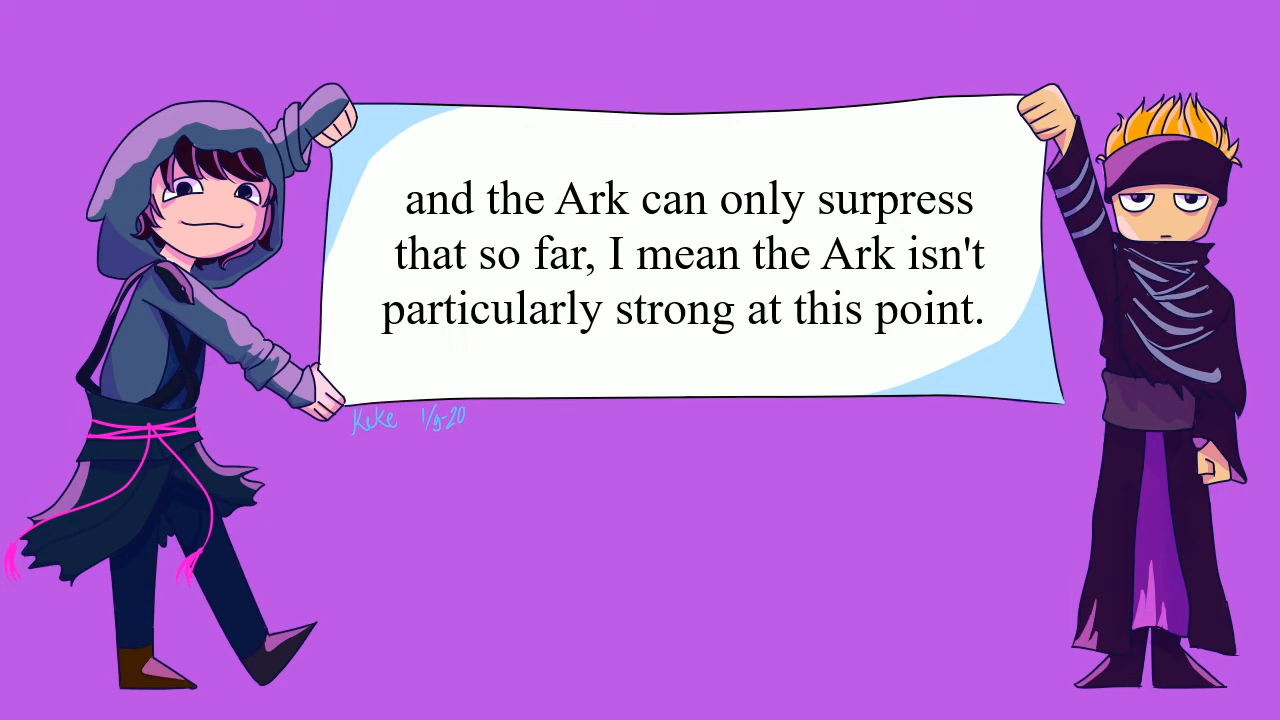 and the Ark can only surpress
that so far, I mean the Ark isn't
particularly strong at this point.
KeKe 1/9-20